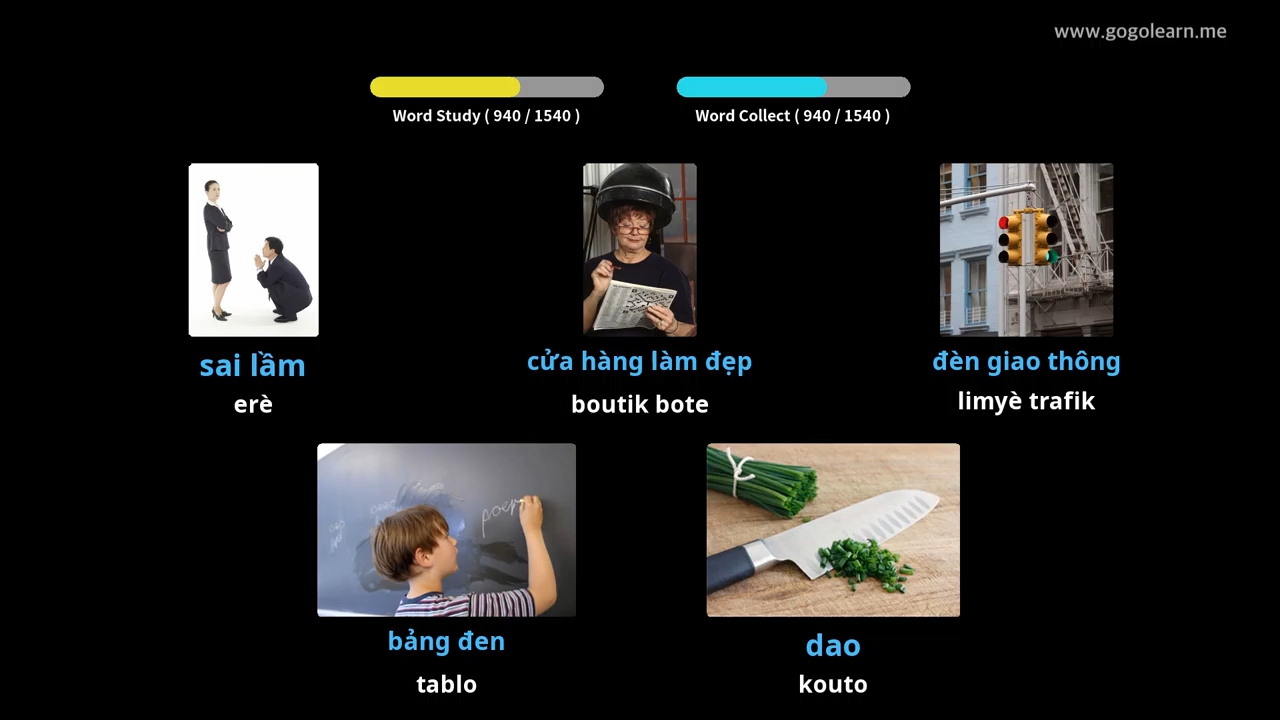 www.gogolearn.me
Word Study ( 940 / 1540 )
Word Collect ( 940 / 1540 )
sai lầm
erè
cửa hàng làm đẹp
boutik bote
đèn giao thông
limyè trafik
poer
bảng đen
tablo
dao
kouto